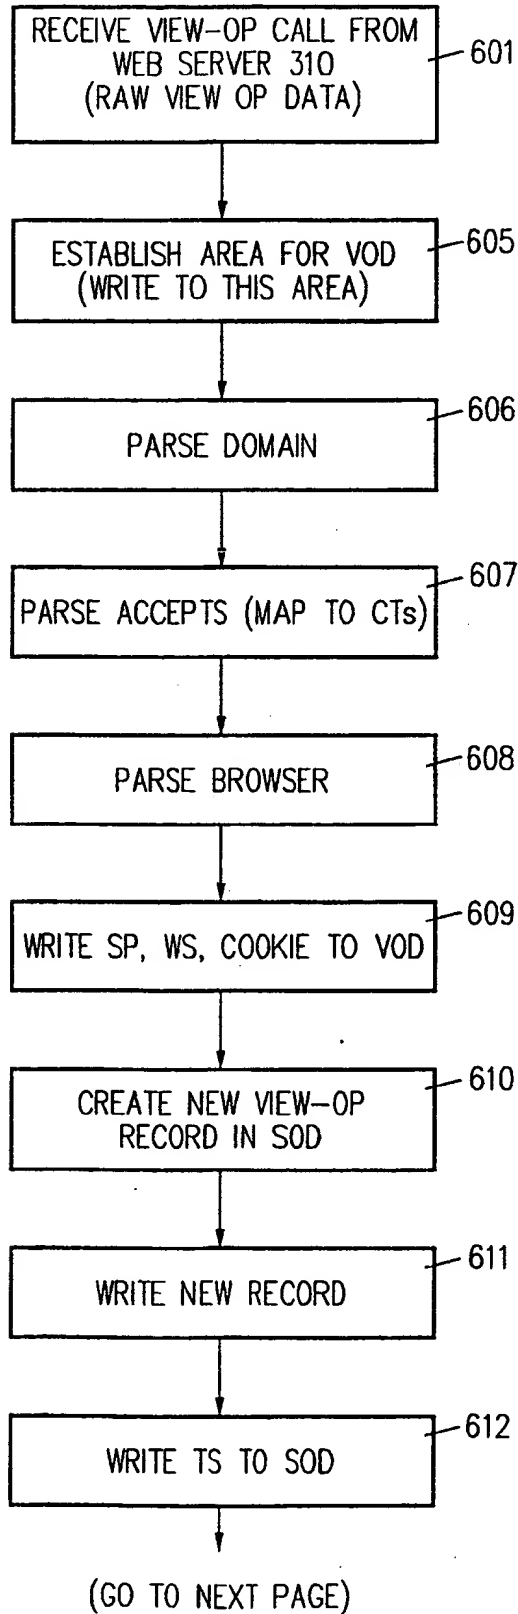 RECEIVE VIEW-OP CALL FROM
WEB SERVER 310
(RAW VIEW OP DATA)
601
ESTABLISH AREA FOR VOD
(WRITE TO THIS AREA)
605
PARSE DOMAIN
606
PARSE ACCEPTS (MAP TO CTs)
607
PARSE BROWSER
608
WRITE SP, WS, COOKIE TO VOD
609
CREATE NEW VIEW-OP
RECORD IN SOD
610
WRITE NEW RECORD
611
WRITE TS TO SOD
612
(GO TO NEXT PAGE)